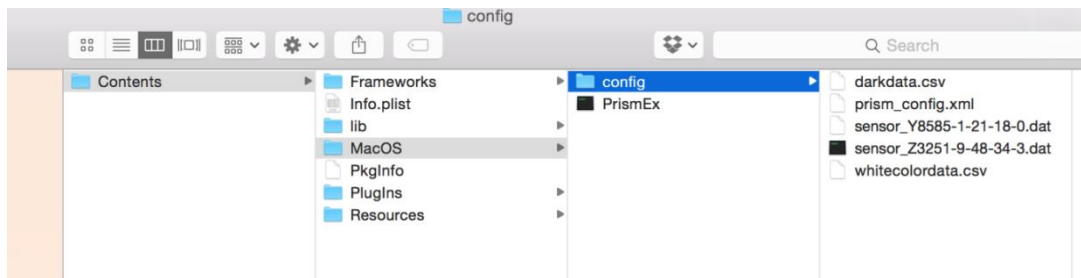 config
Search
Contents
Frameworks
Info.plist
lib
MacOS
PkgInfo
PlugIns
Resources
config
PrismEx
darkdata.csv
prism_config.xml
sensor_Y8585-1-21-18-0.dat
sensor_Z3251-9-48-34-3.dat
whitecolordata.csv